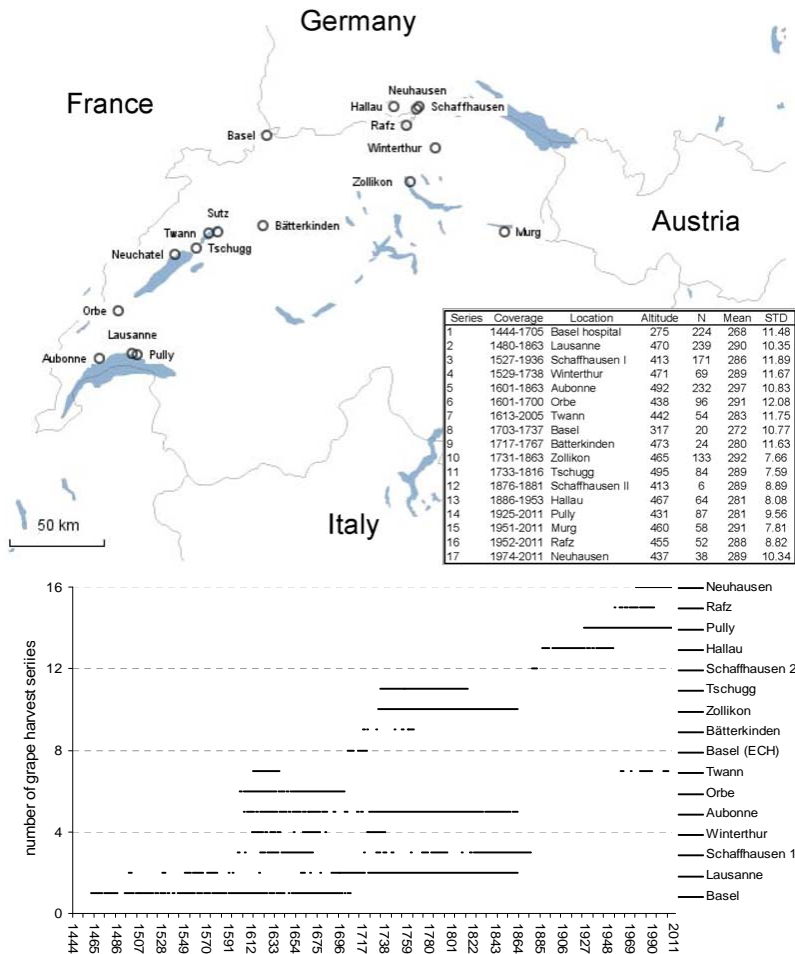 Germany
France
Neuhausen
Hallau
Schaffhausen
Rafz
Basel
Winterthur
Zollikon
Sutz
Bätterkinden
Twann
Tschugg
Neuchatel
Murg
Austria
Orbe
Lausanne
Aubonne
Pully
50 km
Italy
Series Coverage Location Altitude N Mean STD
1 1444-1705 Basel hospital 275 224 268 11.48
2 1480-1863 Lausanne 470 239 290 10.35
3 1527-1936 Schaffhausen I 413 171 286 11.89
4 1529-1738 Winterthur 471 69 289 11.67
5 1601-1863 Aubonne 492 232 297 10.83
6 1601-1700 Orbe 438 96 291 12.08
7 1613-2005 Twann 442 54 283 11.75
8 1703-1737 Basel 317 20 272 10.77
9 1717-1767 Bätterkinden 473 24 280 11.63
10 1731-1863 Zollikon 465 133 292 7.66
11 1733-1816 Tschugg 495 84 289 7.59
12 1876-1881 Schaffhausen II 413 6 289 8.89
13 1886-1953 Hallau 467 64 281 8.08
14 1925-2011 Pully 431 87 281 9.56
15 1951-2011 Murg 460 58 291 7.81
16 1952-2011 Rafz 455 52 288 8.82
17 1974-2011 Neuhausen 437 38 289 10.34
number of grape harvest seriies
16
12
8
4
0
Neuhausen
Rafz
Pully
Hallau
Schaffhausen 2
Tschugg
Zollikon
Bätterkinden
Basel (ECH)
Twann
Orbe
Aubonne
Winterthur
Schaffhausen 1
Lausanne
Basel
1444 1465 1486 1507 1528 1549 1570 1591 1612 1633 1654 1675 1696 1717 1738 1759 1780 1801 1822 1843 1864 1885 1906 1927 1948 1969 1990 2011